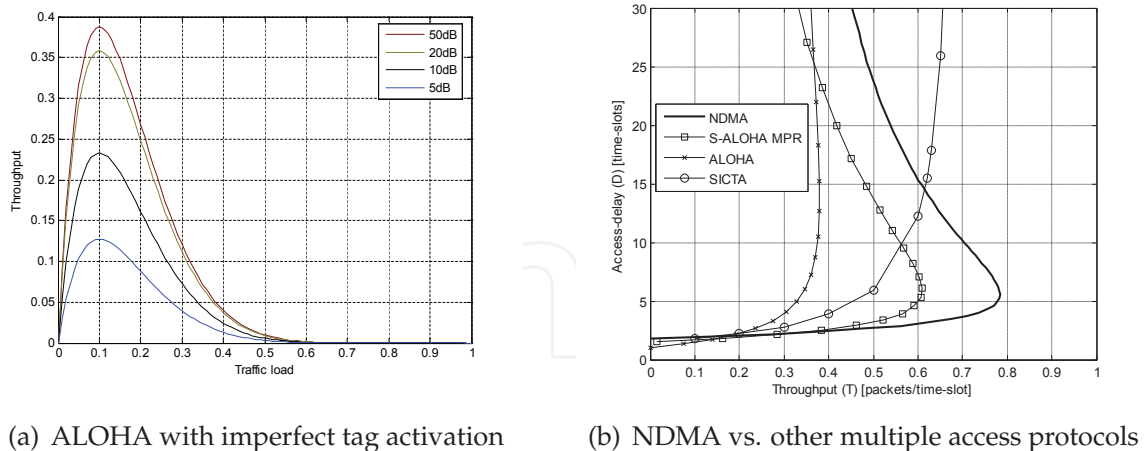 0.4
0.35
0.3
0.25
0.2
0.15
0.1
0.05
0
Throughput
0 0.1 0.2 0.3 0.4 0.5 0.6 0.7 0.8 0.9 1
Traffic load
50dB
20dB
10dB
5dB
(a) ALOHA with imperfect tag activation
30
25
20
15
10
5
0
Access-delay (D) [time-slots]
0 0.1 0.2 0.3 0.4 0.5 0.6 0.7 0.8 0.9 1
Throughput (T) [packets/time-slot]
NDMA
S-ALOHA MPR
ALOHA
SICTA
(b) NDMA vs. other multiple access protocols